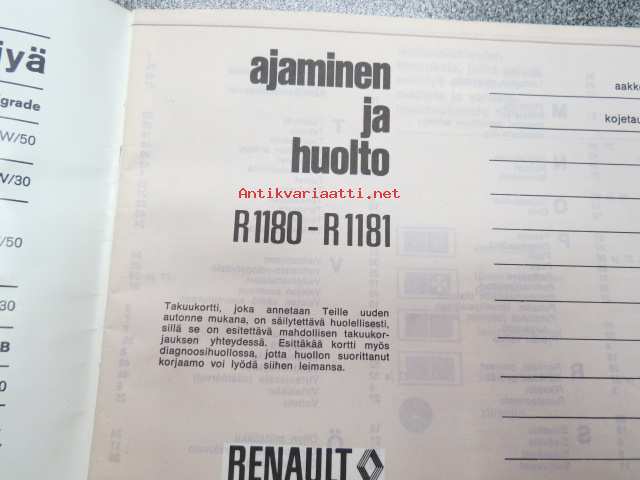 iyä
grade
W/50
W/30
/50
30
B
ajaminen
ja
huolto
Antikvariaatti.net
R1180-R1181
Takuukortti, joka annetaan Teille uuden
autonne mukana, on säilytettävä huolellisesti,
sillä se on esitettävä mahdollisen takuukor-
jauksen yhteydessä. Esittäkää kortti myös
diagnoosihuollossa, jotta huollon suorittanut
korjaamo voi lyödä siihen leimansa.
RENAULT
aakko
kojetau